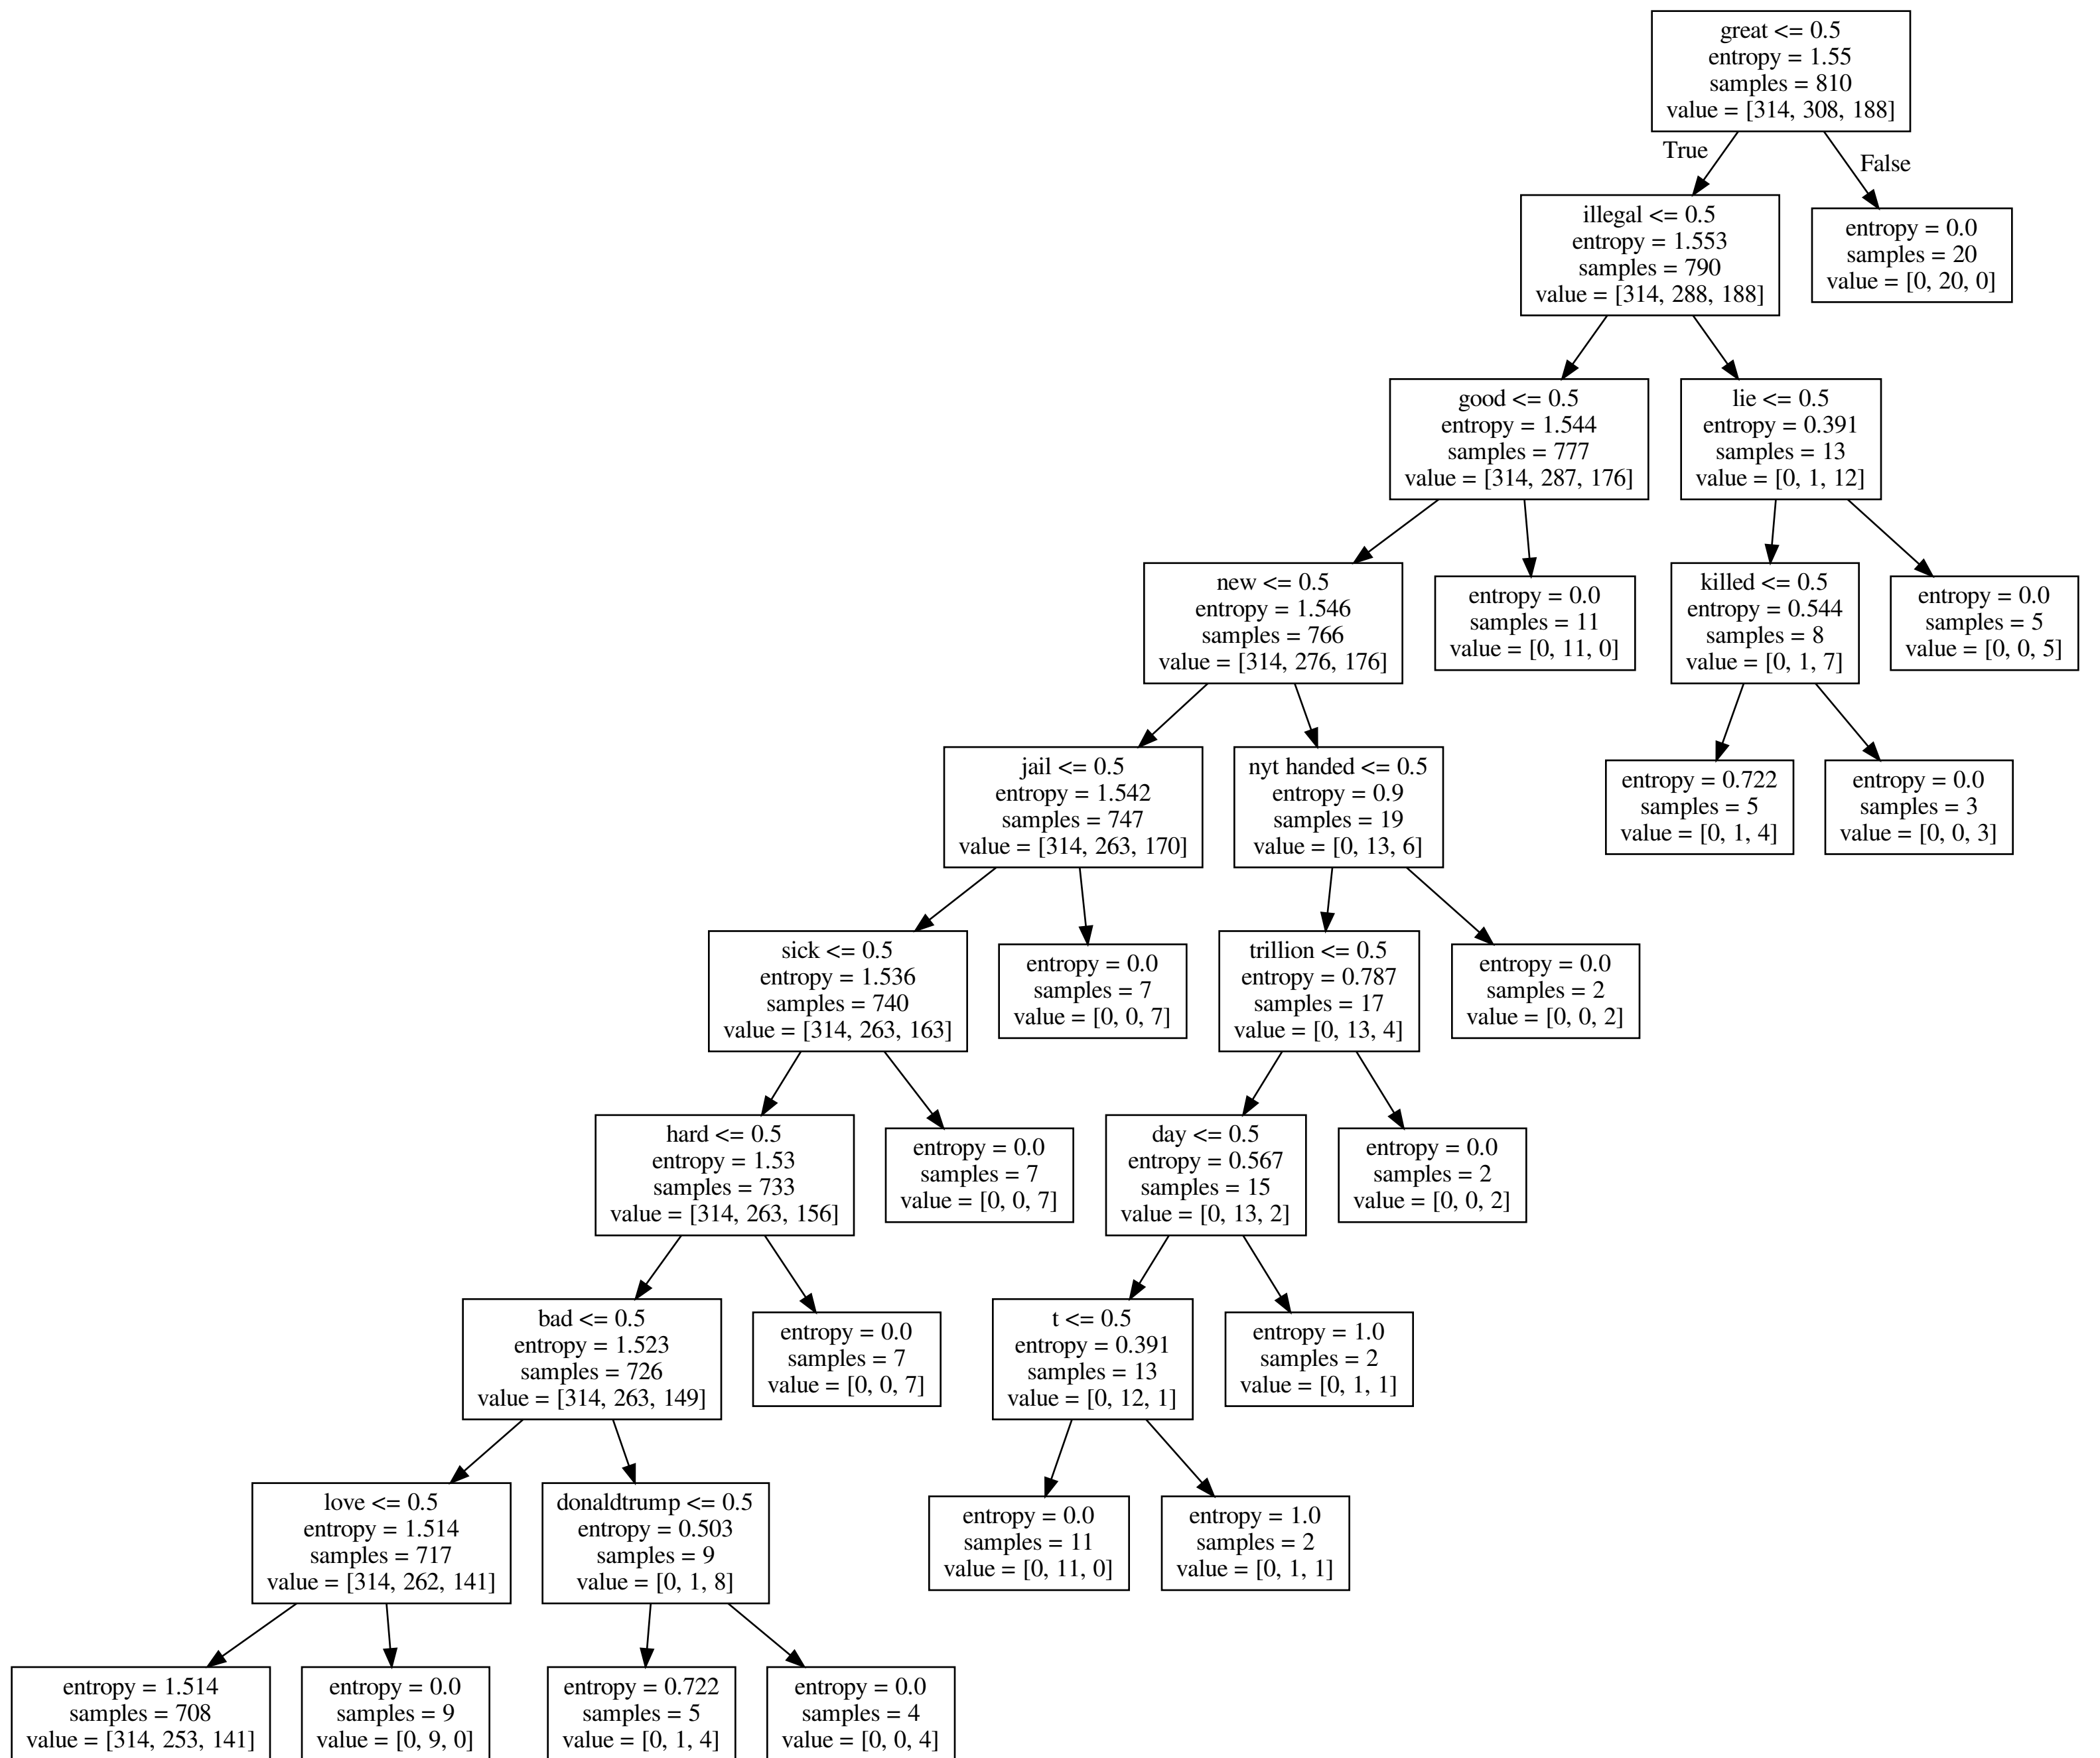 great <= 0.5
entropy = 1.55
samples = 810
value = [314, 308, 188]
True
False
illegal <= 0.5
entropy = 1.553
samples = 790
value = [314, 288, 188]
entropy = 0.0
samples = 20
value = [0, 20, 0]
good <= 0.5
entropy = 1.544
samples = 777
value = [314, 287, 176]
lie <= 0.5
entropy = 0.391
samples = 13
value = [0, 1, 12]
new <= 0.5
entropy = 1.546
samples = 766
value = [314, 276, 176]
entropy = 0.0
samples = 11
value = [0, 11, 0]
killed <= 0.5
entropy = 0.544
samples = 8
value = [0, 1, 7]
entropy = 0.0
samples = 5
value = [0, 0, 5]
jail <= 0.5
entropy = 1.542
samples = 747
value = [314, 263, 170]
nyt handed <= 0.5
entropy = 0.9
samples = 19
value = [0, 13, 6]
entropy = 0.722
samples = 5
value = [0, 1, 4]
entropy = 0.0
samples = 3
value = [0, 0, 3]
sick <= 0.5
entropy = 1.536
samples = 740
value = [314, 263, 163]
entropy = 0.0
samples = 7
value = [0, 0, 7]
trillion <= 0.5
entropy = 0.787
samples = 17
value = [0, 13, 4]
entropy = 0.0
samples = 2
value = [0, 0, 2]
hard <= 0.5
entropy = 1.53
samples = 733
value = [314, 263, 156]
entropy = 0.0
samples = 7
value = [0, 0, 7]
day <= 0.5
entropy = 0.567
samples = 15
value = [0, 13, 2]
entropy = 0.0
samples = 2
value = [0, 0, 2]
bad <= 0.5
entropy = 1.523
samples = 726
value = [314, 263, 149]
entropy = 0.0
samples = 7
value = [0, 0, 7]
t <= 0.5
entropy = 0.391
samples = 13
value = [0, 12, 1]
entropy = 1.0
samples = 2
value = [0, 1, 1]
love <= 0.5
entropy = 1.514
samples = 717
value = [314, 262, 141]
donaldtrump <= 0.5
entropy = 0.503
samples = 9
value = [0, 1, 8]
entropy = 0.0
samples = 11
value = [0, 11, 0]
entropy = 1.0
samples = 2
value = [0, 1, 1]
entropy = 1.514
samples = 708
value = [314, 253, 141]
entropy = 0.0
samples = 9
value = [0, 9, 0]
entropy = 0.722
samples = 5
value = [0, 1, 4]
entropy = 0.0
samples = 4
value = [0, 0, 4]